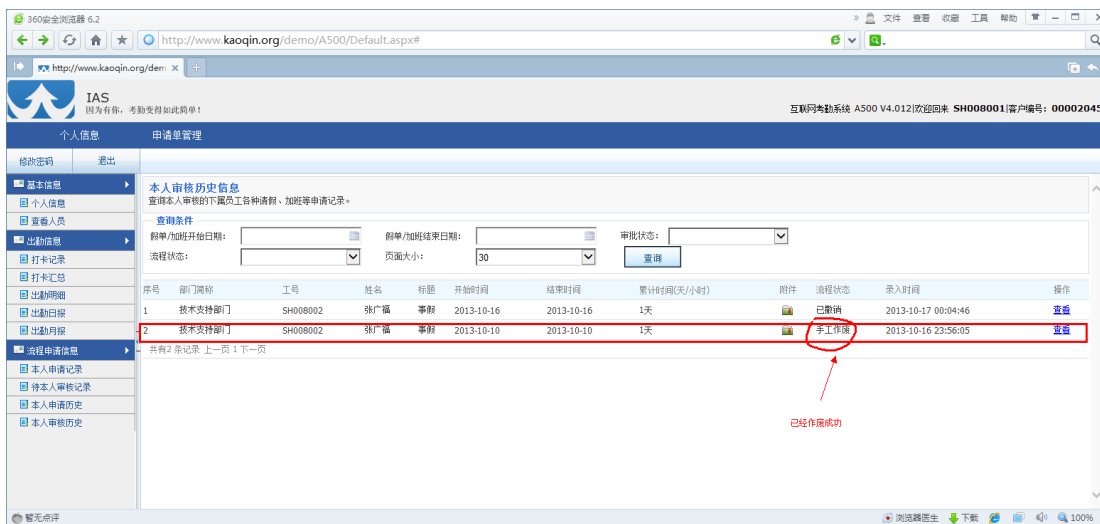 360安全浏览器 6.2
» 文件 查看 收藏 工具 帮助
http://www.kaoqin.org/demo/A500/Default.aspx#
http://www.kaoqin.org/dem
IAS
因为有你，考勤变得如此简单！
互联网考勤系统 A500 V4.012|欢迎回来 SH008001|客户编号: 00002045
个人信息 申请单管理
修改密码 退出
基本信息
个人信息
查看人员
出勤信息
打卡记录
打卡汇总
出勤明细
出勤日报
出勤月报
流程申请信息
本人申请记录
待本人审核记录
本人申请历史
本人审核历史
本人审核历史信息
查询本人审核的下属员工各种请假、加班等申请记录。
查询条件
假单/加班开始日期: 假单/加班结束日期: 审批状态:
流程状态: 页面大小: 30 查询
序号 部门简称 工号 姓名 标题 开始时间 结束时间 累计时间(天/小时) 附件 流程状态 录入时间 操作
1 技术支持部门 SH008002 张广福 事假 2013-10-16 2013-10-16 1天 已撤销 2013-10-17 00:04:46 查看
2 技术支持部门 SH008002 张广福 事假 2013-10-10 2013-10-10 1天 手工作废 2013-10-16 23:56:05 查看
共有2 条记录 上一页 1 下一页
已经作废成功
暂无点评
浏览器医生 下载 100%